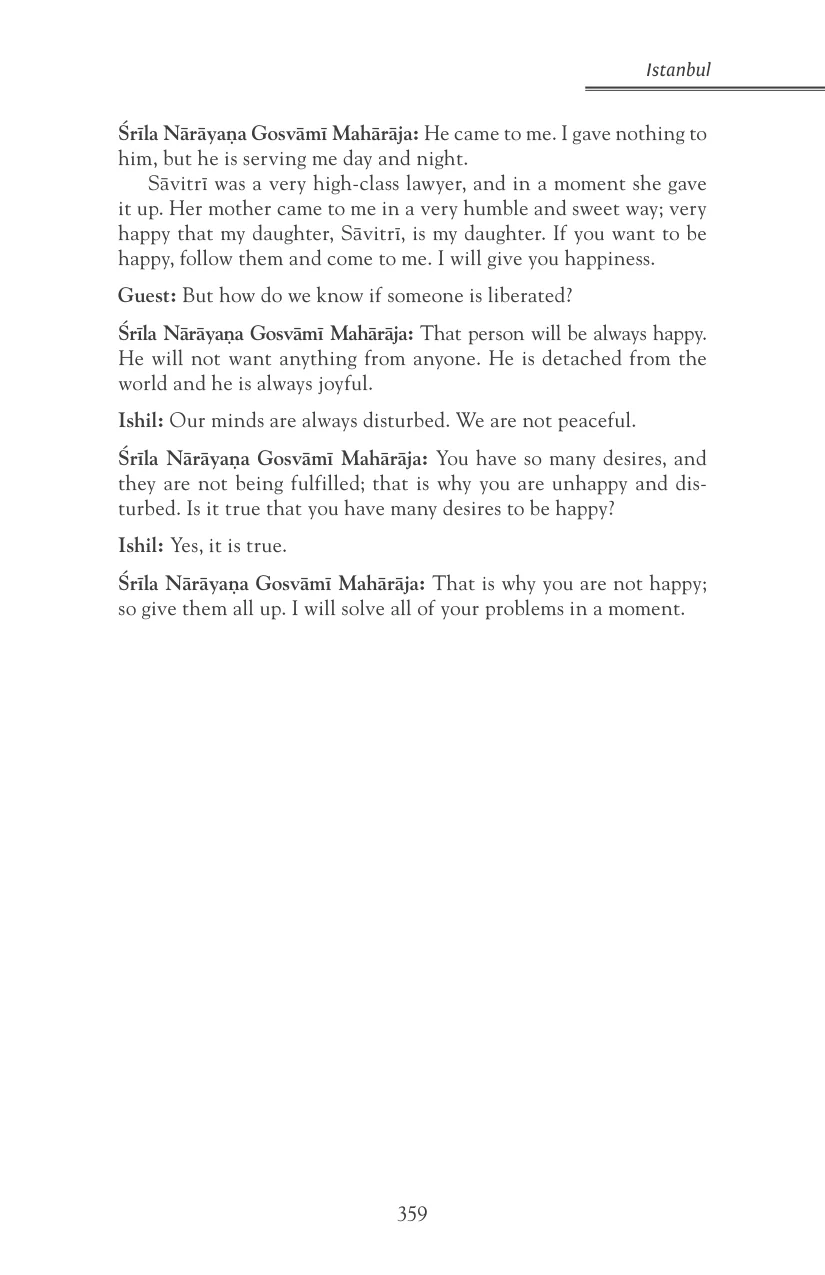 Istanbul
Śrīla Nārāyaṇa Gosvāmī Mahārāja: He came to me. I gave nothing to
him, but he is serving me day and night.
Sāvitrī was a very high-class lawyer, and in a moment she gave
it up. Her mother came to me in a very humble and sweet way; very
happy that my daughter, Sāvitrī, is my daughter. If you want to be
happy, follow them and come to me. I will give you happiness.
Guest: But how do we know if someone is liberated?
Śrīla Nārāyaṇa Gosvāmī Mahārāja: That person will be always happy.
He will not want anything from anyone. He is detached from the
world and he is always joyful.
Ishil: Our minds are always disturbed. We are not peaceful.
Śrīla Nārāyaṇa Gosvāmī Mahārāja: You have so many desires, and
they are not being fulfilled; that is why you are unhappy and dis-
turbed. Is it true that you have many desires to be happy?
Ishil: Yes, it is true.
Śrīla Nārāyaṇa Gosvāmī Mahārāja: That is why you are not happy;
so give them all up. I will solve all of your problems in a moment.
359